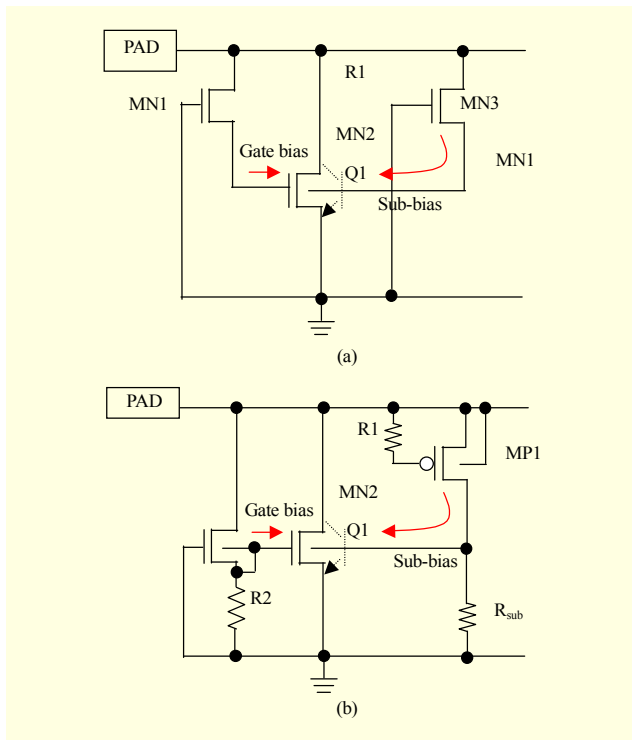 PAD
R1
MN1
MN3
MN2
MN1
Gate bias
Q1
Sub-bias
(a)
PAD
R1
MP1
MN2
Gate bias
Q1
Sub-bias
R2
Rsub
(b)